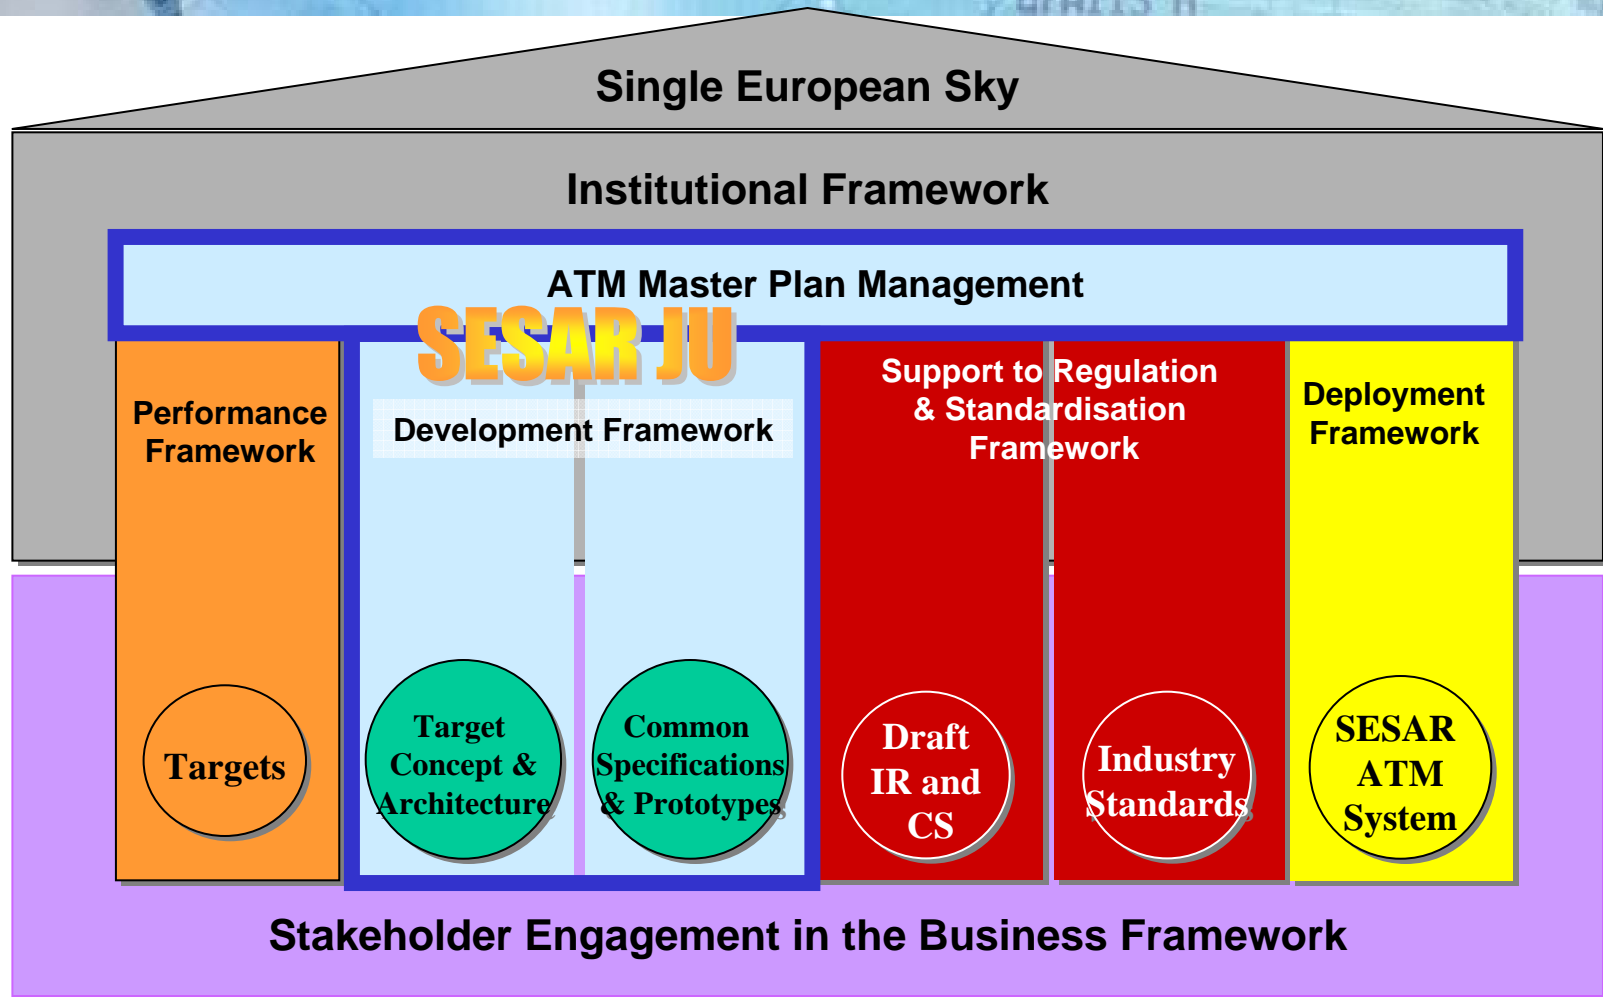 Single European Sky
Institutional Framework
ATM Master Plan Management
SESAR JU
Performance
Framework
Development Framework
Support to Regulation
& Standardisation
Framework
Deployment
Framework
Targets
Target
Concept &
Architecture
Common
Specifications
& Prototypes
Draft
IR and
CS
Industry
Standards
SESAR
ATM
System
Stakeholder Engagement in the Business Framework